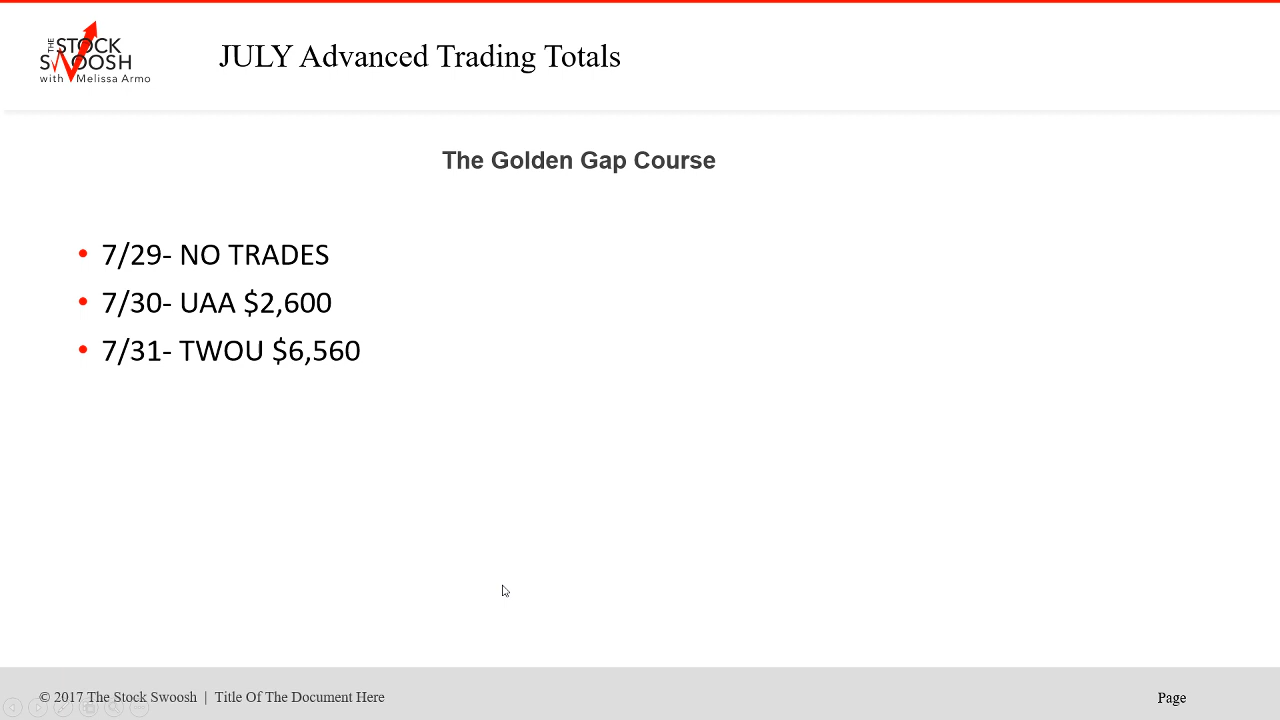 THE STOCK
SWOOSH
with Melissa Armo
JULY Advanced Trading Totals
The Golden Gap Course
• 7/29- NO TRADES
• 7/30- UAA $2,600
• 7/31- TWOU $6,560
© 2017 The Stock Swoosh | Title Of The Document Here
Page